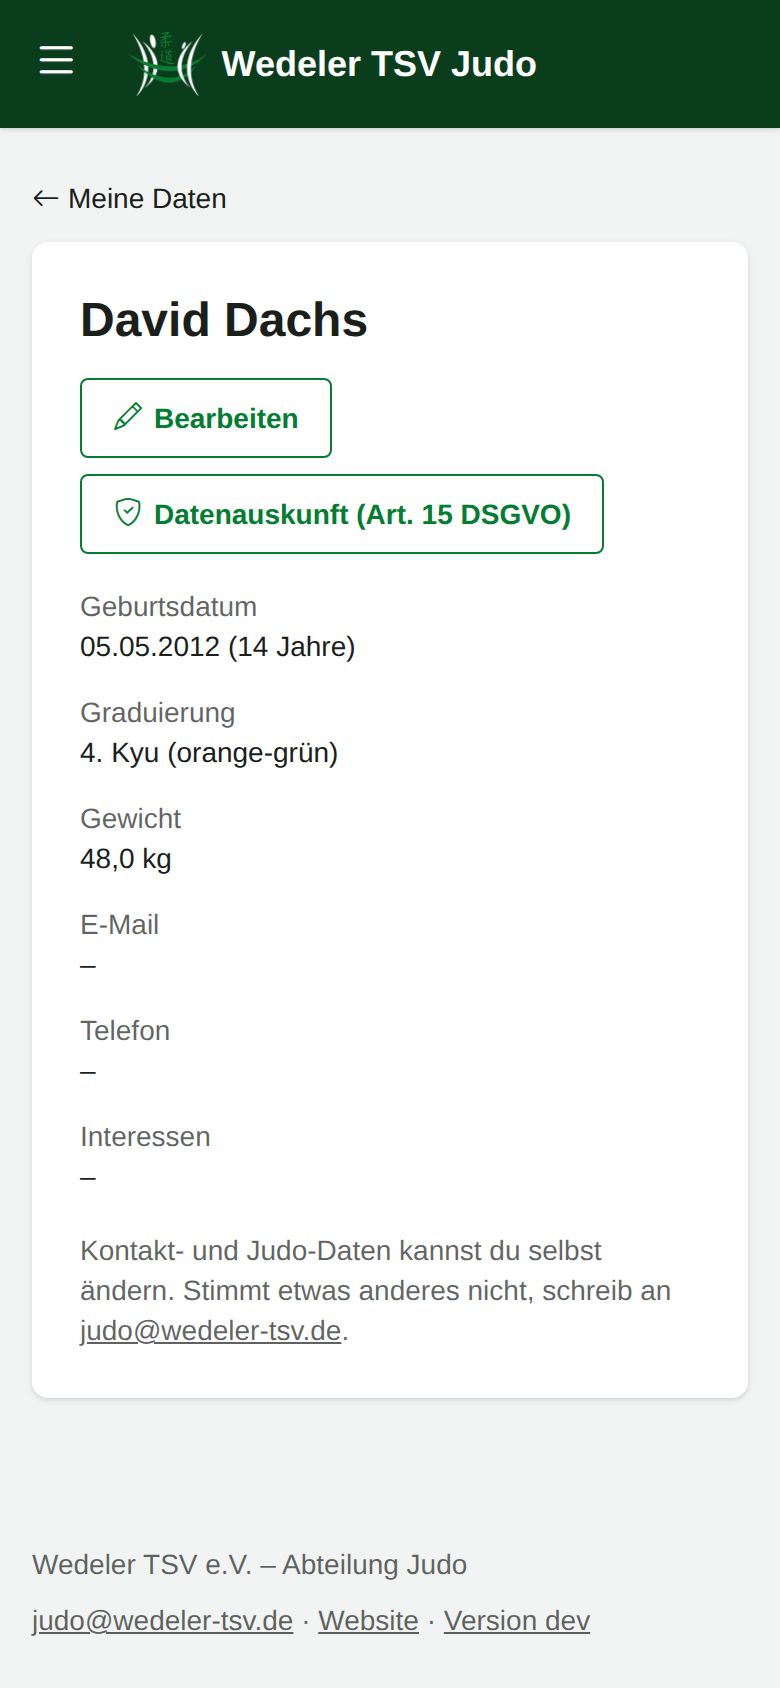 柔道
Wedeler TSV Judo
← Meine Daten
David Dachs
Bearbeiten
Datenauskunft (Art. 15 DSGVO)
Geburtsdatum
05.05.2012 (14 Jahre)
Graduierung
4. Kyu (orange-grün)
Gewicht
48,0 kg
E-Mail
–
Telefon
–
Interessen
–
Kontakt- und Judo-Daten kannst du selbst
ändern. Stimmt etwas anderes nicht, schreib an
judo@wedeler-tsv.de.
Wedeler TSV e.V. – Abteilung Judo
judo@wedeler-tsv.de · Website · Version dev